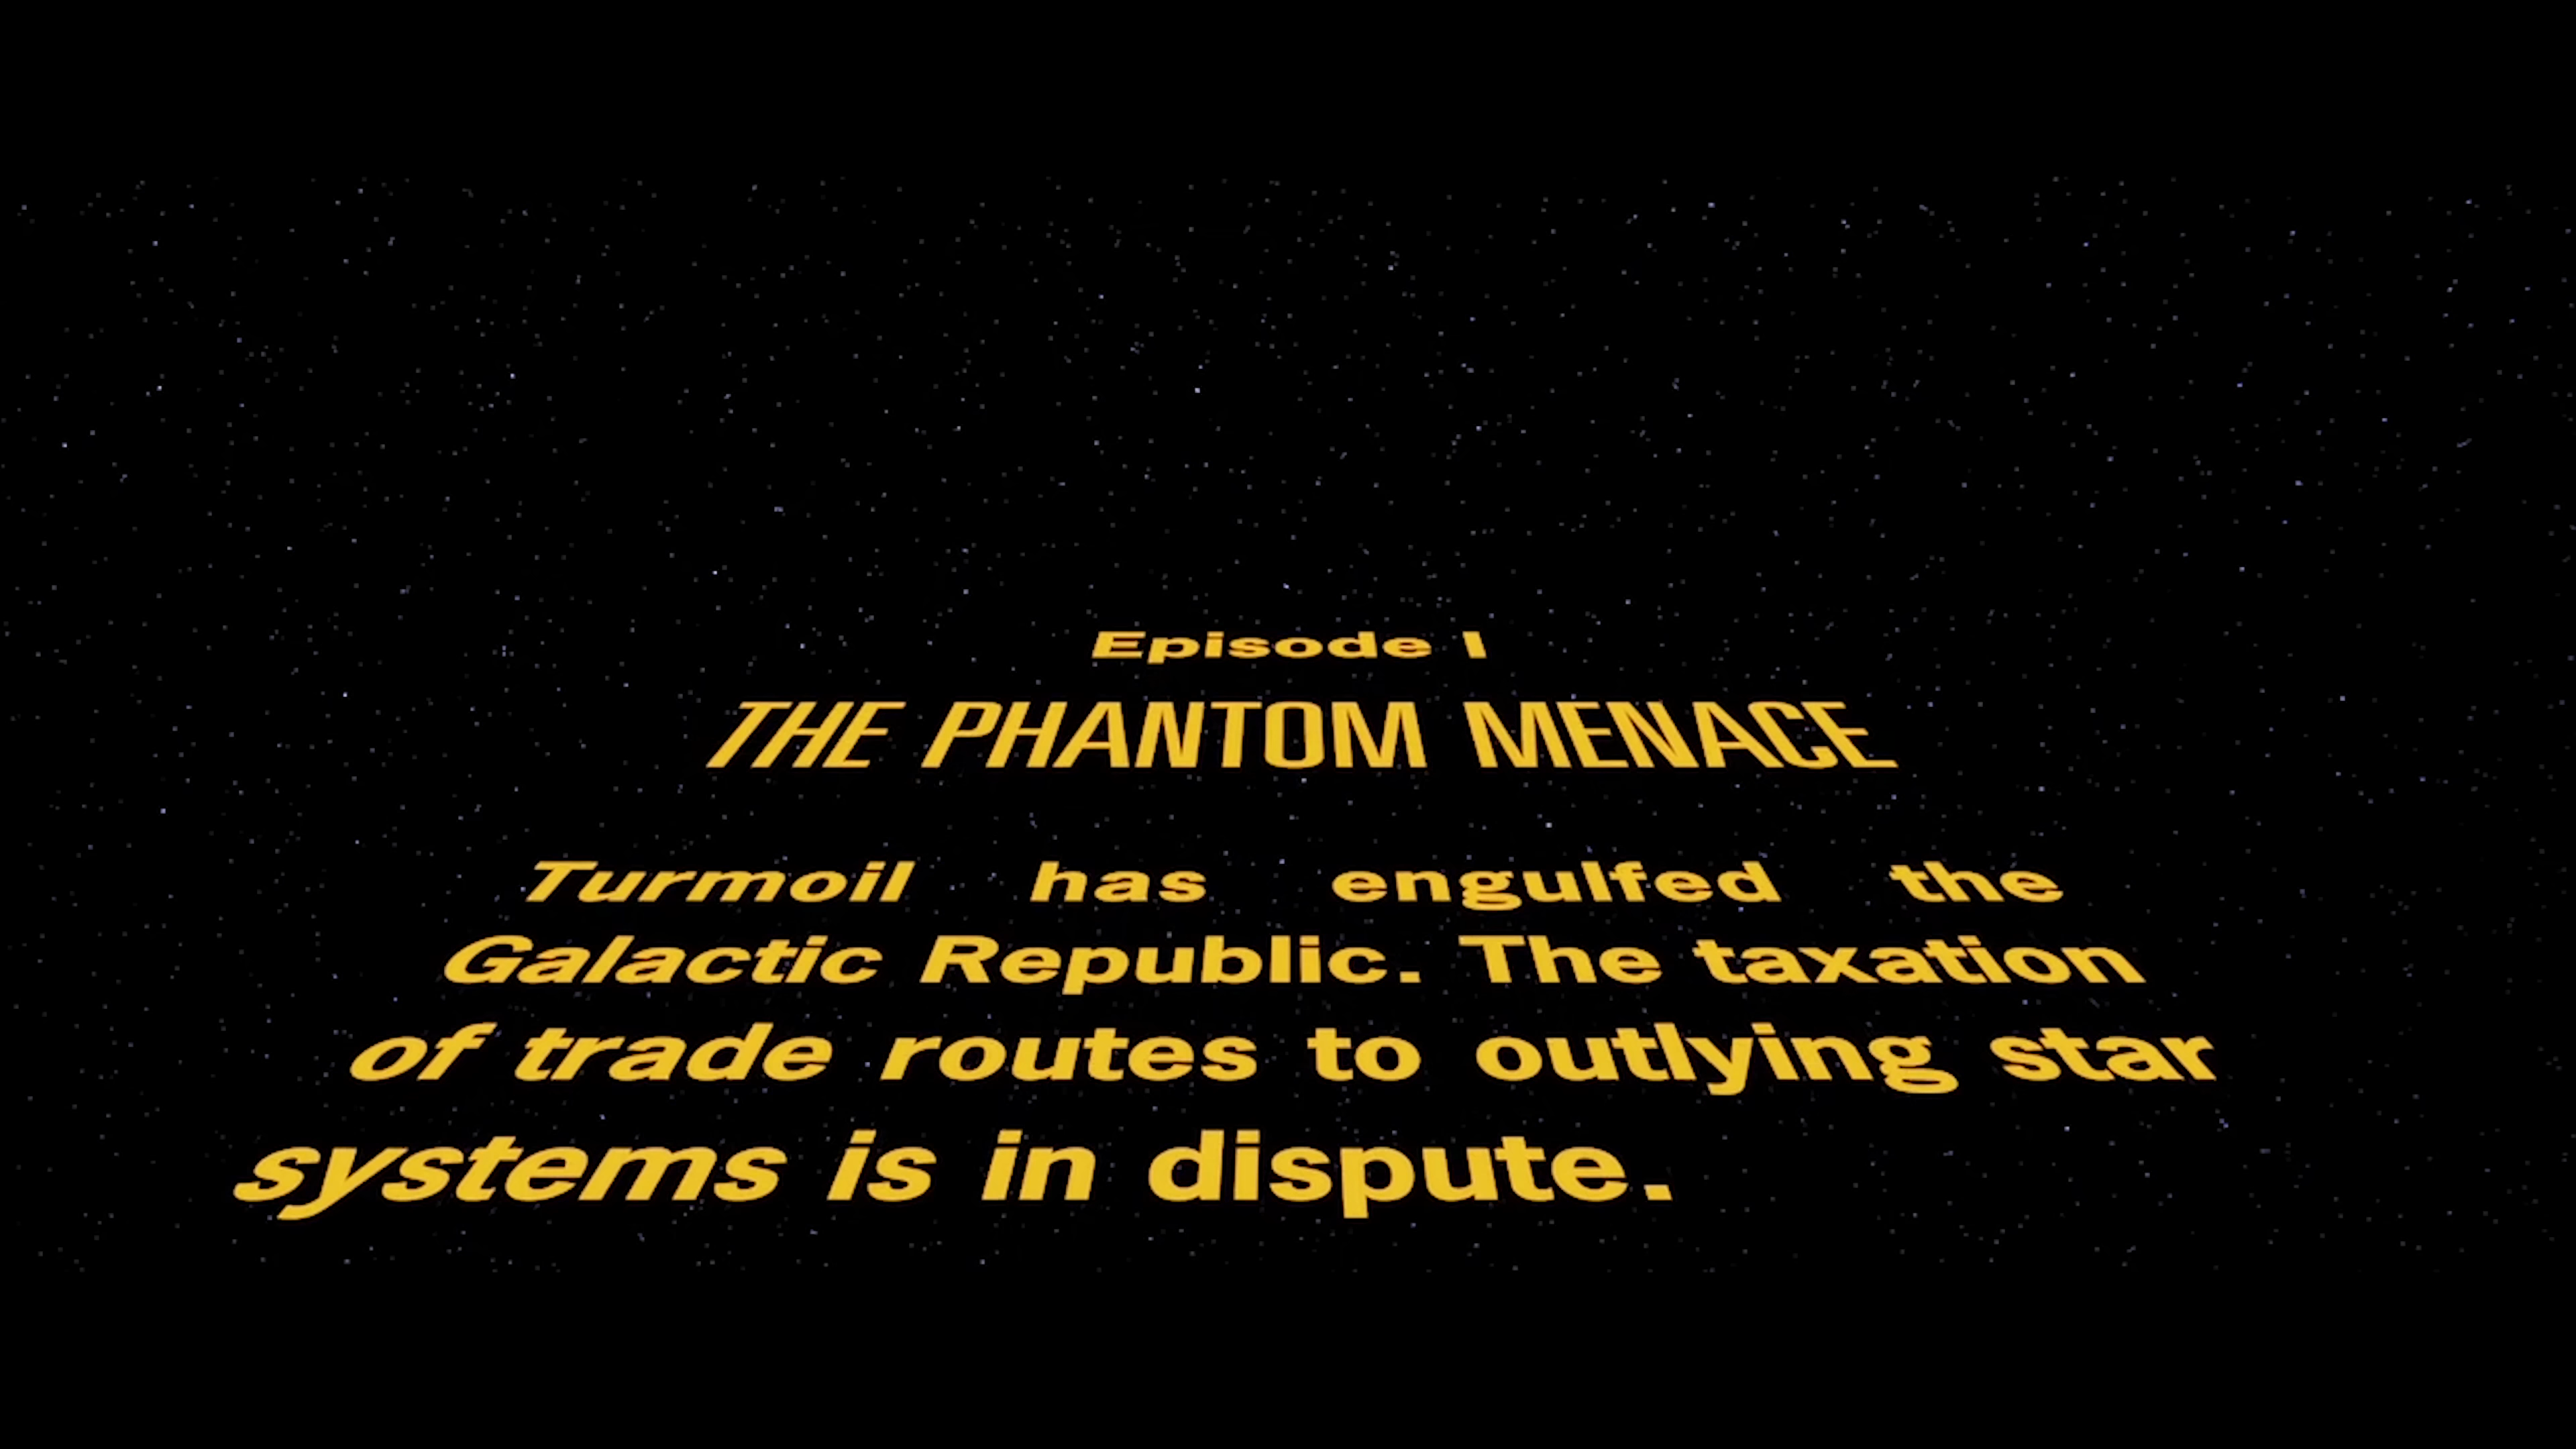 Episode I
THE PHANTOM MENACE
Turmoil has engulfed the
Galactic Republic. The taxation
of trade routes to outlying star
systems is in dispute.